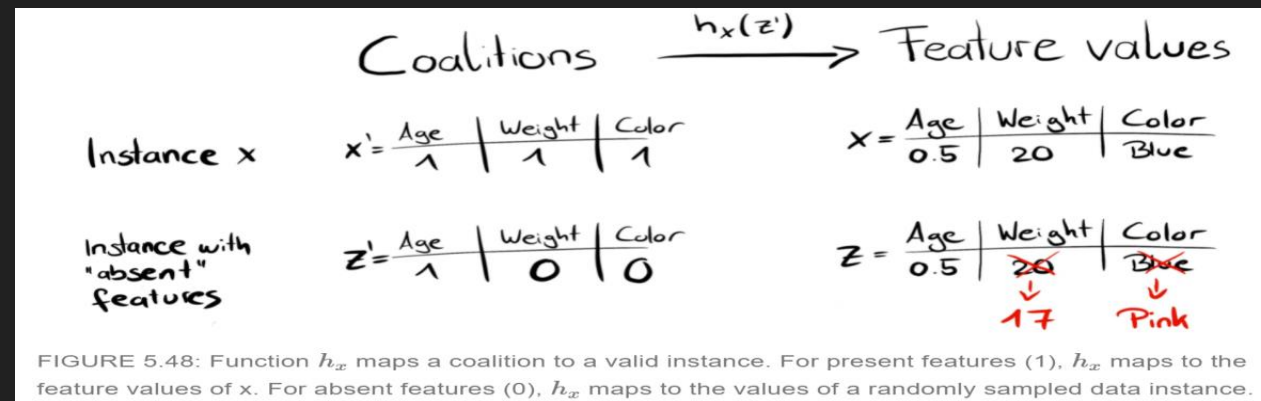 Coalitions hx(z') Feature values
Instance x x'= Age Weight Color x = Age Weight Color
1 1 1 0.5 20 Blue
Instance with "absent" features z'= Age Weight Color z = Age Weight Color
1 0 0 0.5 20 Blue
17 Pink
FIGURE 5.48: Function hx maps a coalition to a valid instance. For present features (1), hx maps to the
feature values of x. For absent features (0), hx maps to the values of a randomly sampled data instance.